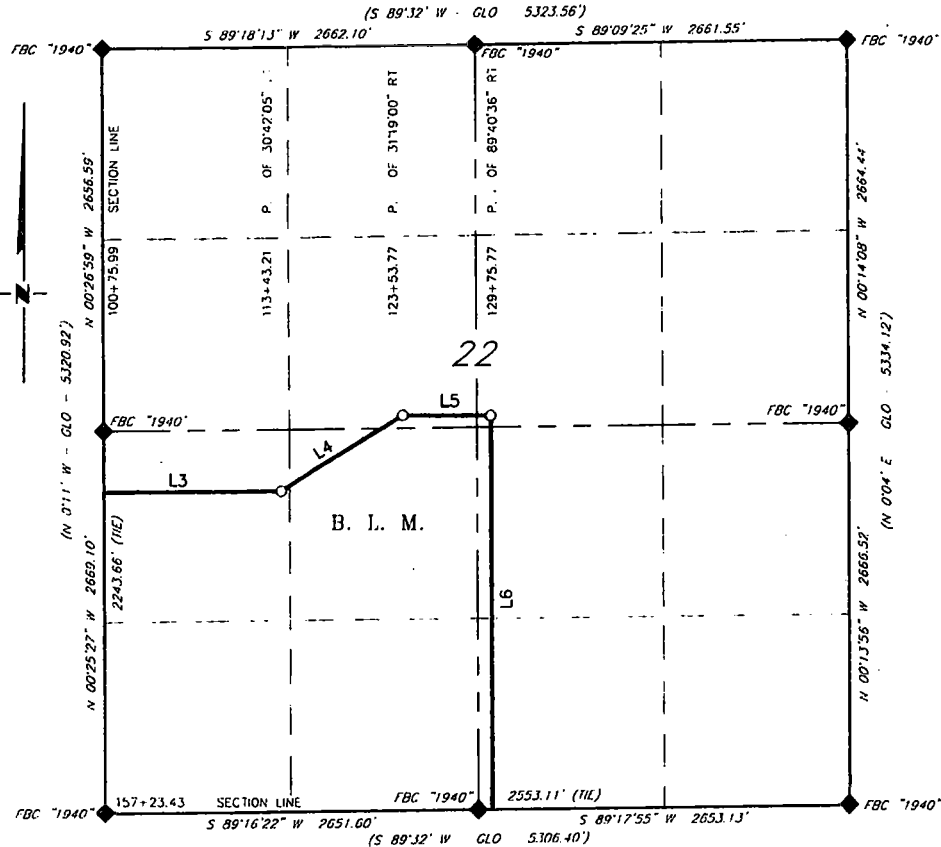 (S 89°32' W - GLO 5323.56')
S 89°18'13" W 2662.10'
S 89°09'25" W 2661.55'
FBC "1940"
FBC "1940"
FBC "1940"
N 00°26'59" W 2656.59'
100+75.99 SECTION LINE
113+43.21 P. OF 30°42'05"
123+53.77 P. OF 31°19'00" RT
129+75.77 P. OF 89°40'36" RT
N 00°14'08" W 2664.44'
N
(N 0°11' W - GLO - 5320.92')
(N 0°04' E GLO - 5334.12')
22
FBC "1940'
L5
FBC "1940'
L4
L3
B. L. M.
N 00°25'27" W 2669.10'
2243.66' (TIE)
L6
N 00°13'56" W 2666.52'
FBC "1940"
157+23.43 SECTION LINE
FBC "1940"
2553.11' (TIE)
FBC "1940"
S 89°16'22" W 2651.60'
S 89°17'55" W 2653.13'
(S 89°32' W GLO 5306.40')